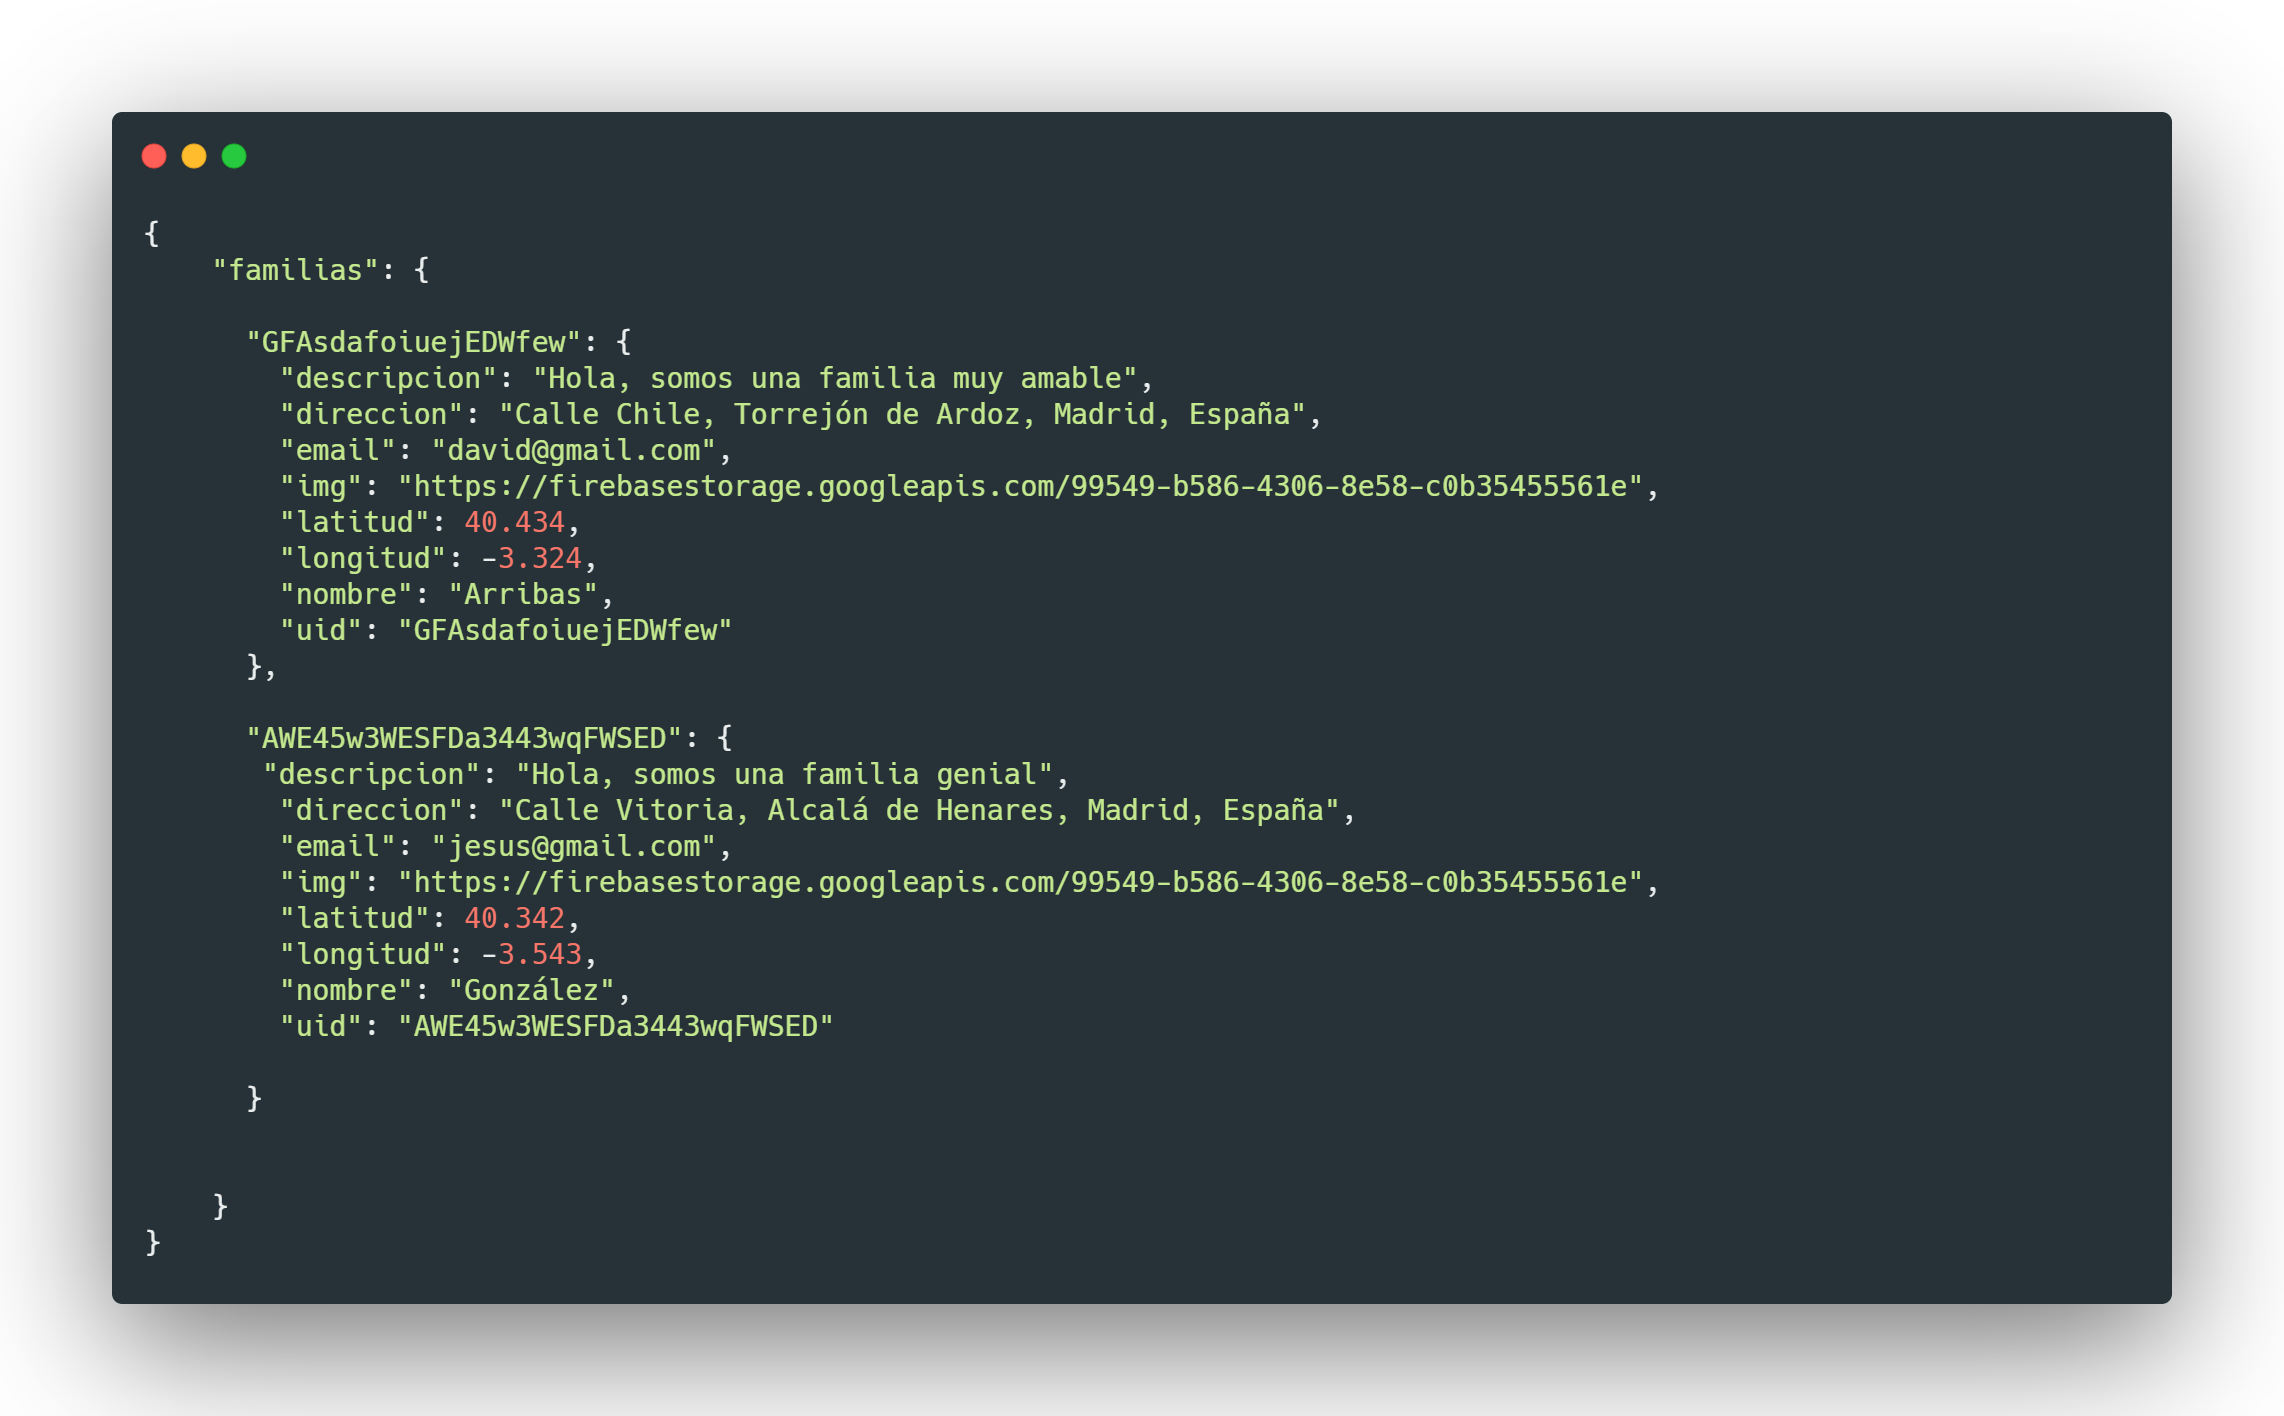 {
    "familias": {
      "GFAsdafoiuejEDWfew": {
        "descripcion": "Hola, somos una familia muy amable",
        "direccion": "Calle Chile, Torrejón de Ardoz, Madrid, España",
        "email": "david@gmail.com",
        "img": "https://firebasestorage.googleapis.com/99549-b586-4306-8e58-c0b35455561e",
        "latitud": 40.434,
        "longitud": -3.324,
        "nombre": "Arribas",
        "uid": "GFAsdafoiuejEDWfew"
      },
      "AWE45w3WESFDa3443wqFWSED": {
       "descripcion": "Hola, somos una familia genial",
        "direccion": "Calle Vitoria, Alcalá de Henares, Madrid, España",
        "email": "jesus@gmail.com",
        "img": "https://firebasestorage.googleapis.com/99549-b586-4306-8e58-c0b35455561e",
        "latitud": 40.342,
        "longitud": -3.543,
        "nombre": "González",
        "uid": "AWE45w3WESFDa3443wqFWSED"
      }
    }
}